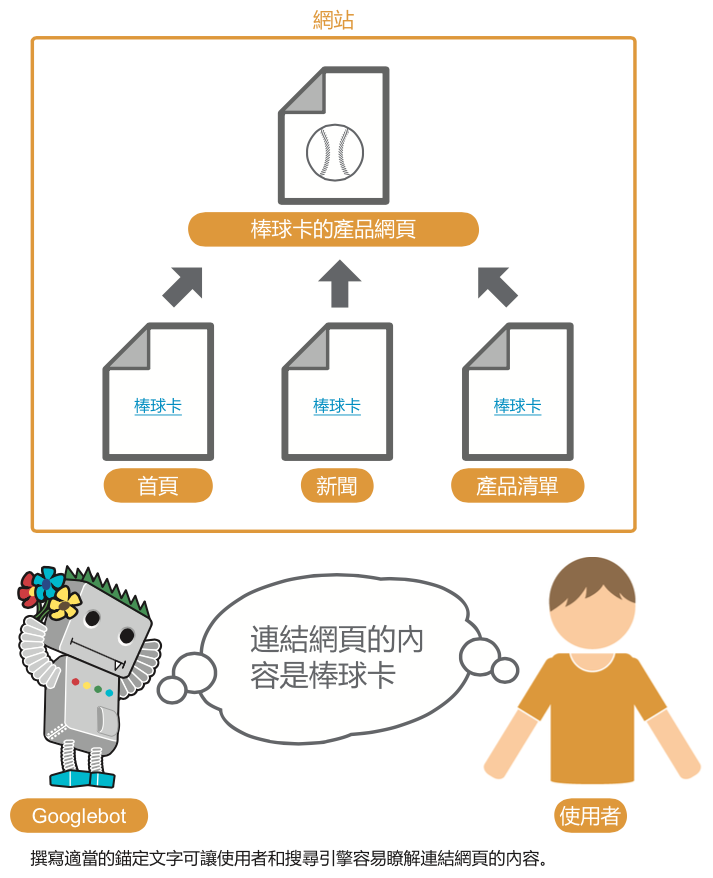 網站
棒球卡的產品網頁
棒球卡 棒球卡 棒球卡
首頁 新聞 產品清單
連結網頁的內
容是棒球卡
Googlebot 使用者
撰寫適當的錨定文字可讓使用者和搜尋引擎容易瞭解連結網頁的內容。